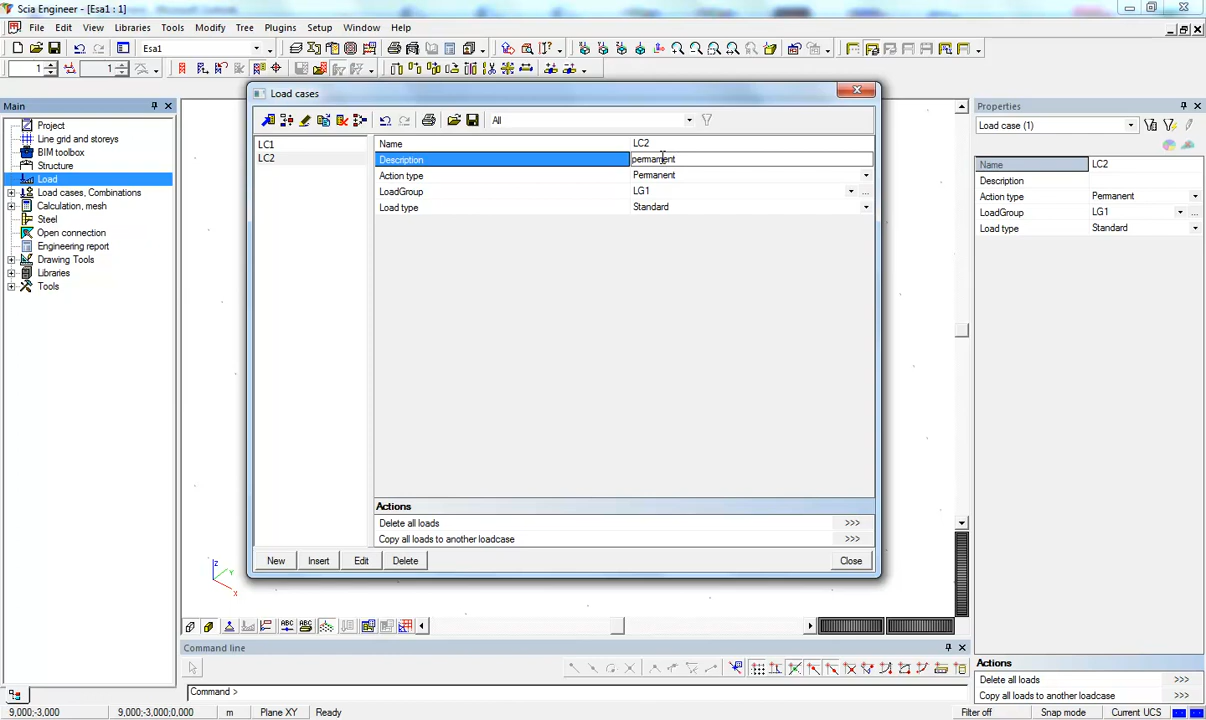 Scia Engineer - [Esa1 : 1]
File Edit View Libraries Tools Modify Tree Plugins Setup Window Help
Esa1
1 1
Main
Project
Line grid and storeys
BIM toolbox
Structure
Load
Load cases, Combinations
Calculation, mesh
Steel
Open connection
Engineering report
Drawing Tools
Libraries
Tools
Load cases
All
LC1
LC2
Name LC2
Description permanent
Action type Permanent
LoadGroup LG1 ...
Load type Standard
Actions
Delete all loads >>>
Copy all loads to another loadcase >>>
New Insert Edit Delete Close
Properties
Load case (1)
Name LC2
Description
Action type Permanent
LoadGroup LG1 ...
Load type Standard
Actions
Delete all loads >>>
Copy all loads to another loadcase >>>
Z
Y
X
Command line
Command >
9,000;-3,000 9,000;-3,000;0,000 m Plane XY Ready Filter off Snap mode Current UCS